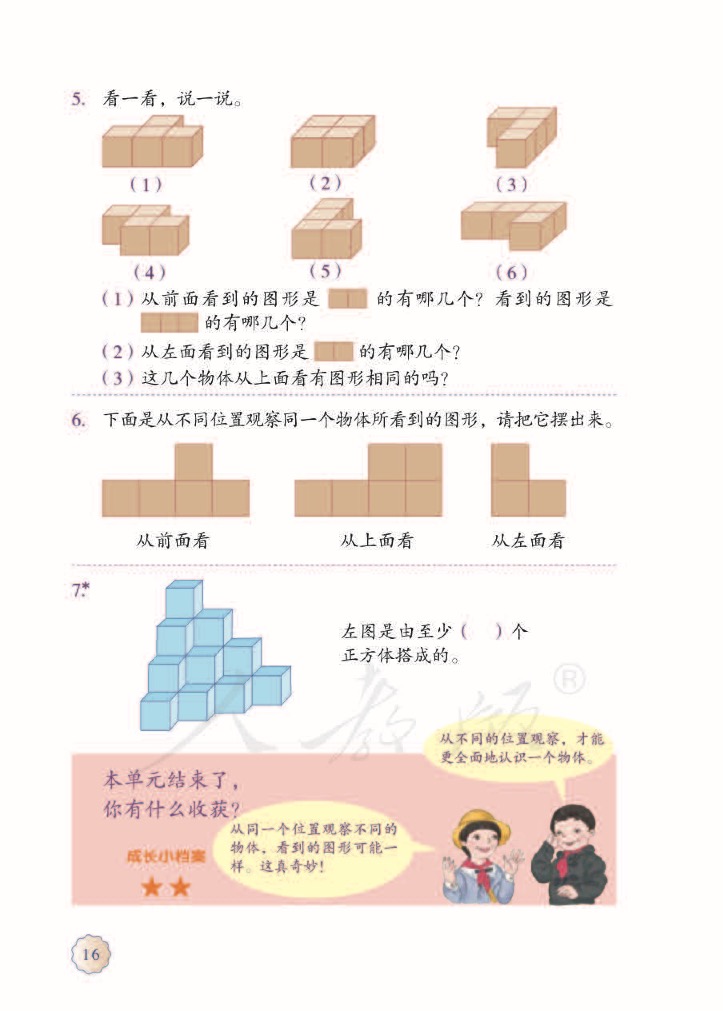 5. 看一看，说一说。
（1） （2） （3）
（4） （5） （6）
（1）从前面看到的图形是 的有哪几个？看到的图形是
的有哪几个？
（2）从左面看到的图形是 的有哪几个？
（3）这几个物体从上面看有图形相同的吗？
6. 下面是从不同位置观察同一个物体所看到的图形，请把它摆出来。
从前面看 从上面看 从左面看
7.*
左图是由至少（ ）个
正方体搭成的。
人教版®
从不同的位置观察，才能
更全面地认识一个物体。
本单元结束了，
你有什么收获？
从同一个位置观察不同的
物体，看到的图形可能一
样。这真奇妙！
成长小档案
16